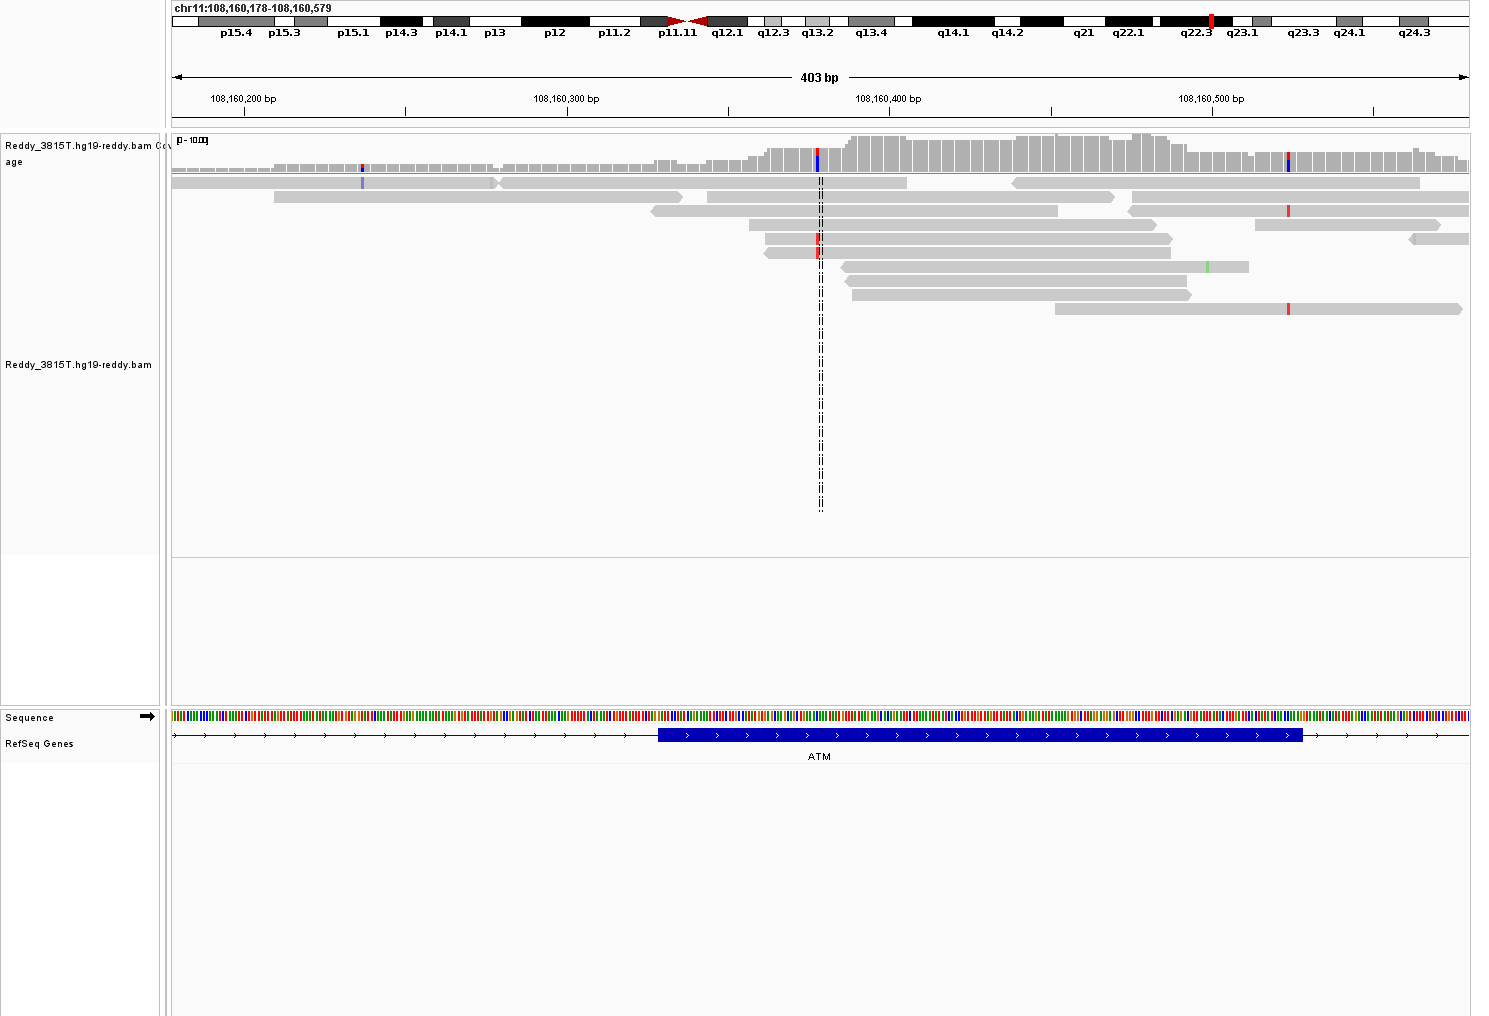 chr11:108,160,178-108,160,579
p15.4 p15.3 p15.1 p14.3 p14.1 p13 p12 p11.2 p11.11 q12.1 q12.3 q13.2 q13.4 q14.1 q14.2 q21 q22.1 q22.3 q23.1 q23.3 q24.1 q24.3
403 bp
108,160,200 bp 108,160,300 bp 108,160,400 bp 108,160,500 bp
Reddy_3815T.hg19-reddy.bam Cov
age
[0 - 10.00]
Reddy_3815T.hg19-reddy.bam
Sequence
RefSeq Genes
ATM